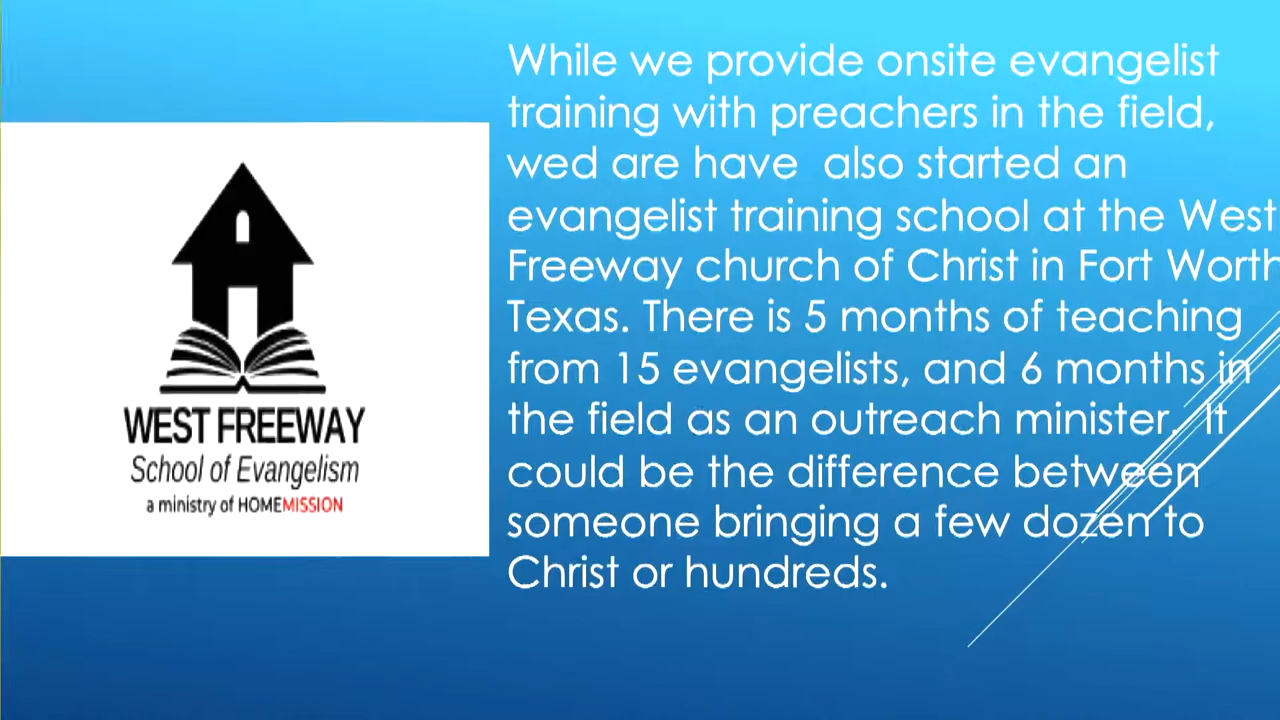 While we provide onsite evangelist
training with preachers in the field,
wed are have  also started an
evangelist training school at the West
Freeway church of Christ in Fort Worth
Texas. There is 5 months of teaching
from 15 evangelists, and 6 months in
the field as an outreach minister.  It
could be the difference between
someone bringing a few dozen to
Christ or hundreds.
WEST FREEWAY
School of Evangelism
a ministry of HOMEMISSION